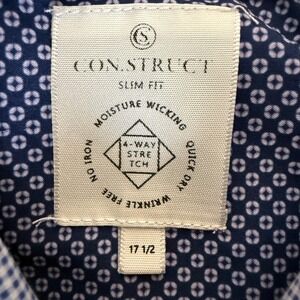 CS
CON.STRUCT
SLIM FIT
NO IRON MOISTURE WICKING QUICK DRY WRINKLE FREE
4-WAY
STRE
TCH
17 1/2